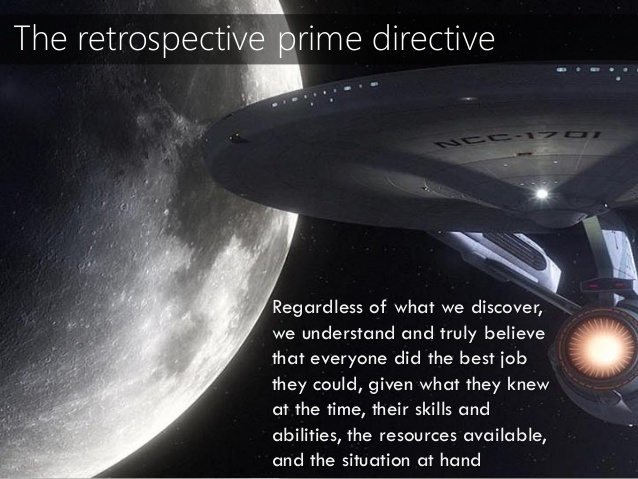 The retrospective prime directive
NCC-1701
Regardless of what we discover,
we understand and truly believe
that everyone did the best job
they could, given what they knew
at the time, their skills and
abilities, the resources available,
and the situation at hand